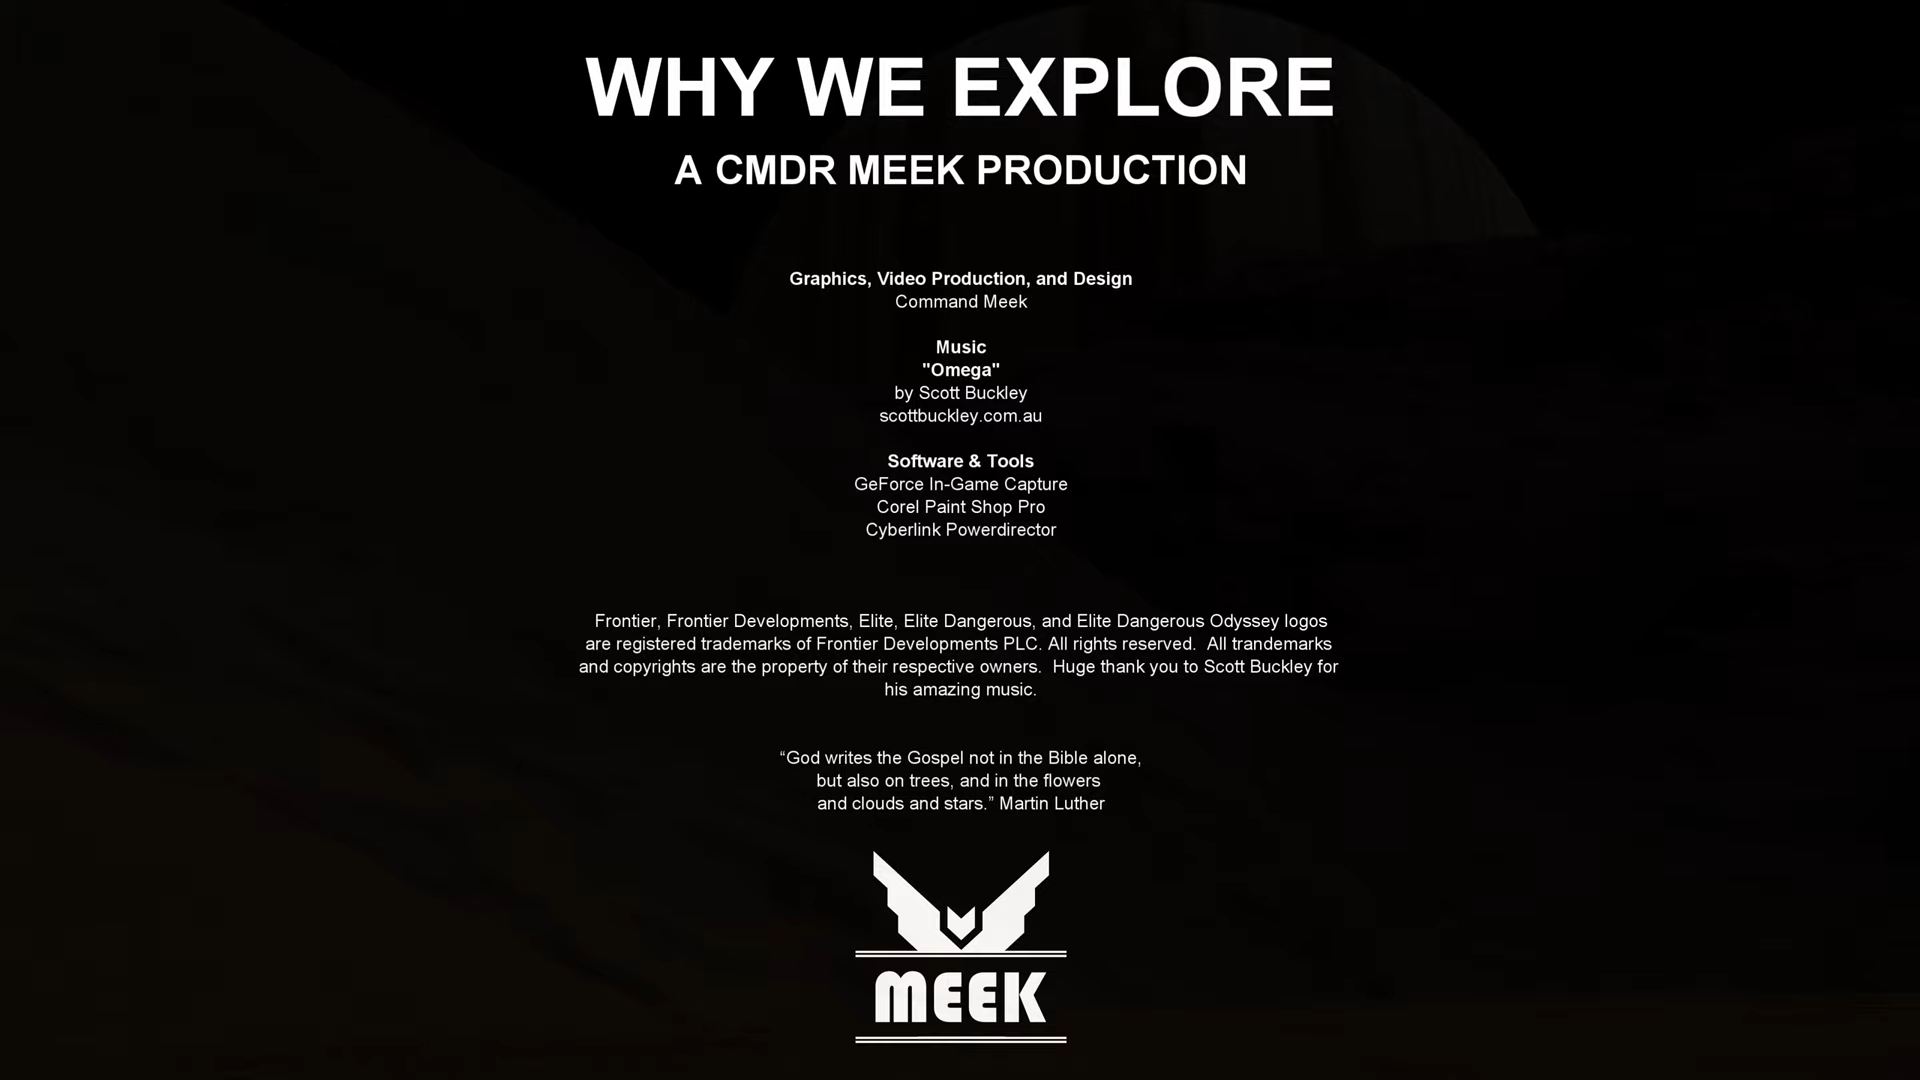 WHY WE EXPLORE
A CMDR MEEK PRODUCTION
Graphics, Video Production, and Design
Command Meek
Music
"Omega"
by Scott Buckley
scottbuckley.com.au
Software & Tools
GeForce In-Game Capture
Corel Paint Shop Pro
Cyberlink Powerdirector
Frontier, Frontier Developments, Elite, Elite Dangerous, and Elite Dangerous Odyssey logos
are registered trademarks of Frontier Developments PLC. All rights reserved.  All trandemarks
and copyrights are the property of their respective owners.  Huge thank you to Scott Buckley for
his amazing music.
“God writes the Gospel not in the Bible alone,
but also on trees, and in the flowers
and clouds and stars.” Martin Luther
MEEK